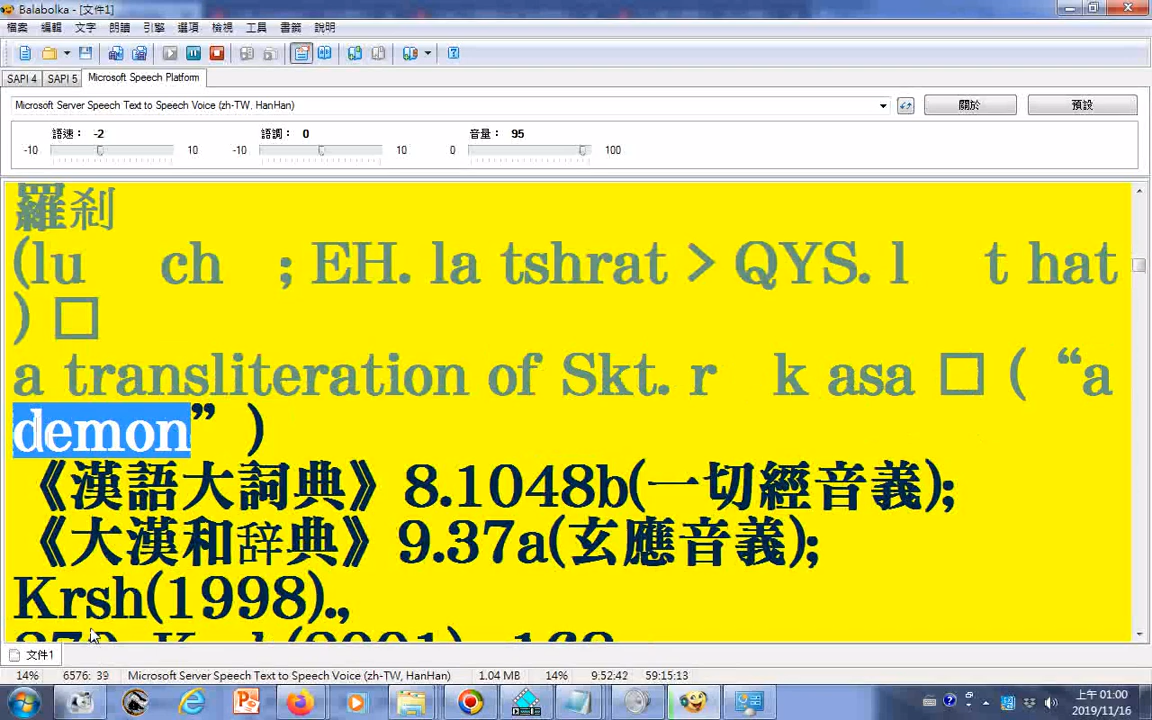 Balabolka - [文件1]
檔案 編輯 文字 朗讀 引擎 選項 檢視 工具 書籤 說明
SAPI 4 SAPI 5 Microsoft Speech Platform
Microsoft Server Speech Text to Speech Voice (zh-TW, HanHan) 關於 預設
語速： -2 語調： 0 音量： 95
-10 10 -10 10 0 100
羅剎
(lu ch ; EH. la tshrat > QYS. l t hat
) □
a transliteration of Skt. r k asa □ ( “a
demon” )
《漢語大詞典》8.1048b(一切經音義);
《大漢和辞典》9.37a(玄應音義);
Krsh(1998).,
文件1
14% 6576: 39 Microsoft Server Speech Text to Speech Voice (zh-TW, HanHan) 1.04 MB 14% 9:52:42 59:15:13
上午 01:00
2019/11/16